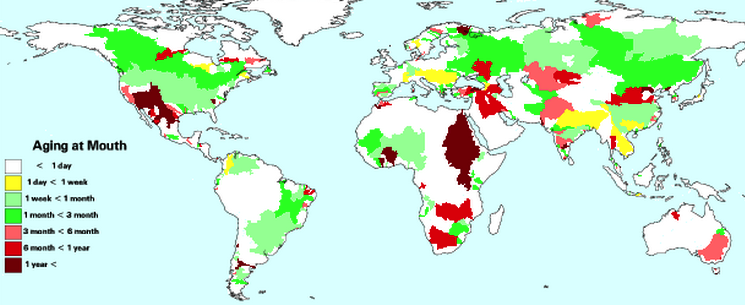 Aging at Mouth
< 1 day
1 day < 1 week
1 week < 1 month
1 month < 3 month
3 month < 6 month
6 month < 1 year
1 year <